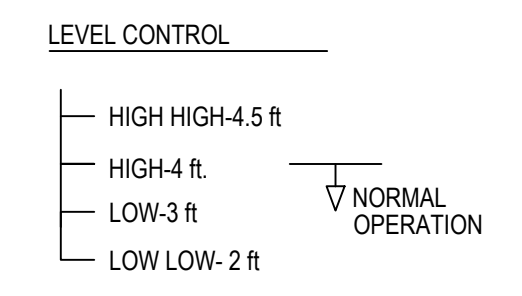 LEVEL CONTROL
HIGH HIGH-4.5 ft
HIGH-4 ft.
LOW-3 ft
LOW LOW- 2 ft
NORMAL
OPERATION